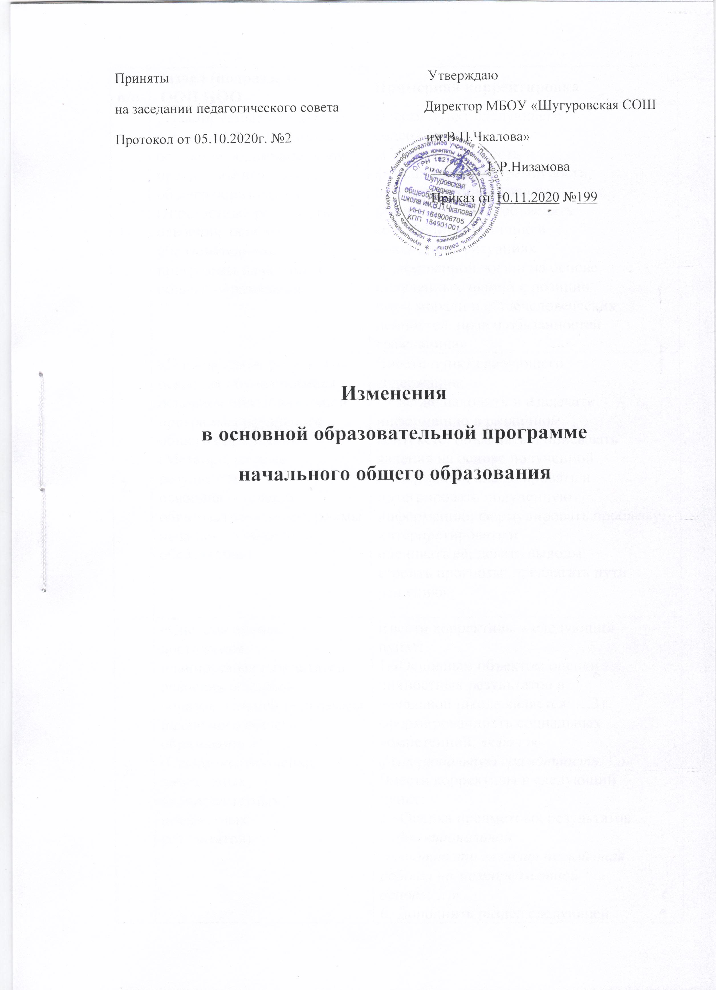 Приняты
на заседании педагогического совета
Протокол от 05.10.2020г. №2
Утверждаю
Директор МБОУ «Шугуровская СОШ
им.В.П.Чкалова»
Г.Р.Низамова
Приказ от 10.11.2020 №199
"Шугуровская
средняя
общеобразовательная
школа им.В.П.Чкалова"
ИНН 1649006705
КПП 164901001
Изменения
в основной образовательной программе
начального общего образования